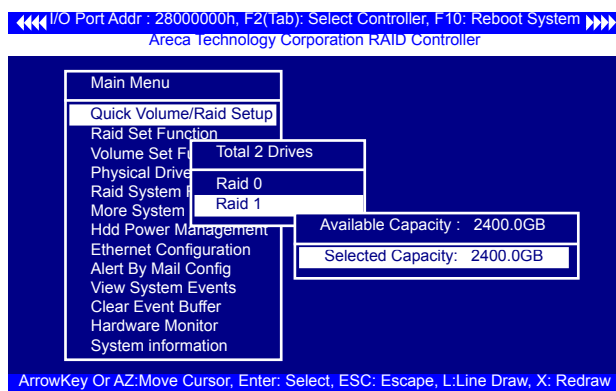 I/O Port Addr : 28000000h, F2(Tab): Select Controller, F10: Reboot System
Areca Technology Corporation RAID Controller
Main Menu
Quick Volume/Raid Setup
Raid Set Function
Volume Set Fu
Physical Drive
Raid System F
More System
Hdd Power Management
Ethernet Configuration
Alert By Mail Config
View System Events
Clear Event Buffer
Hardware Monitor
System information
Total 2 Drives
Raid 0
Raid 1
Available Capacity : 2400.0GB
Selected Capacity: 2400.0GB
ArrowKey Or AZ:Move Cursor, Enter: Select, ESC: Escape, L:Line Draw, X: Redraw